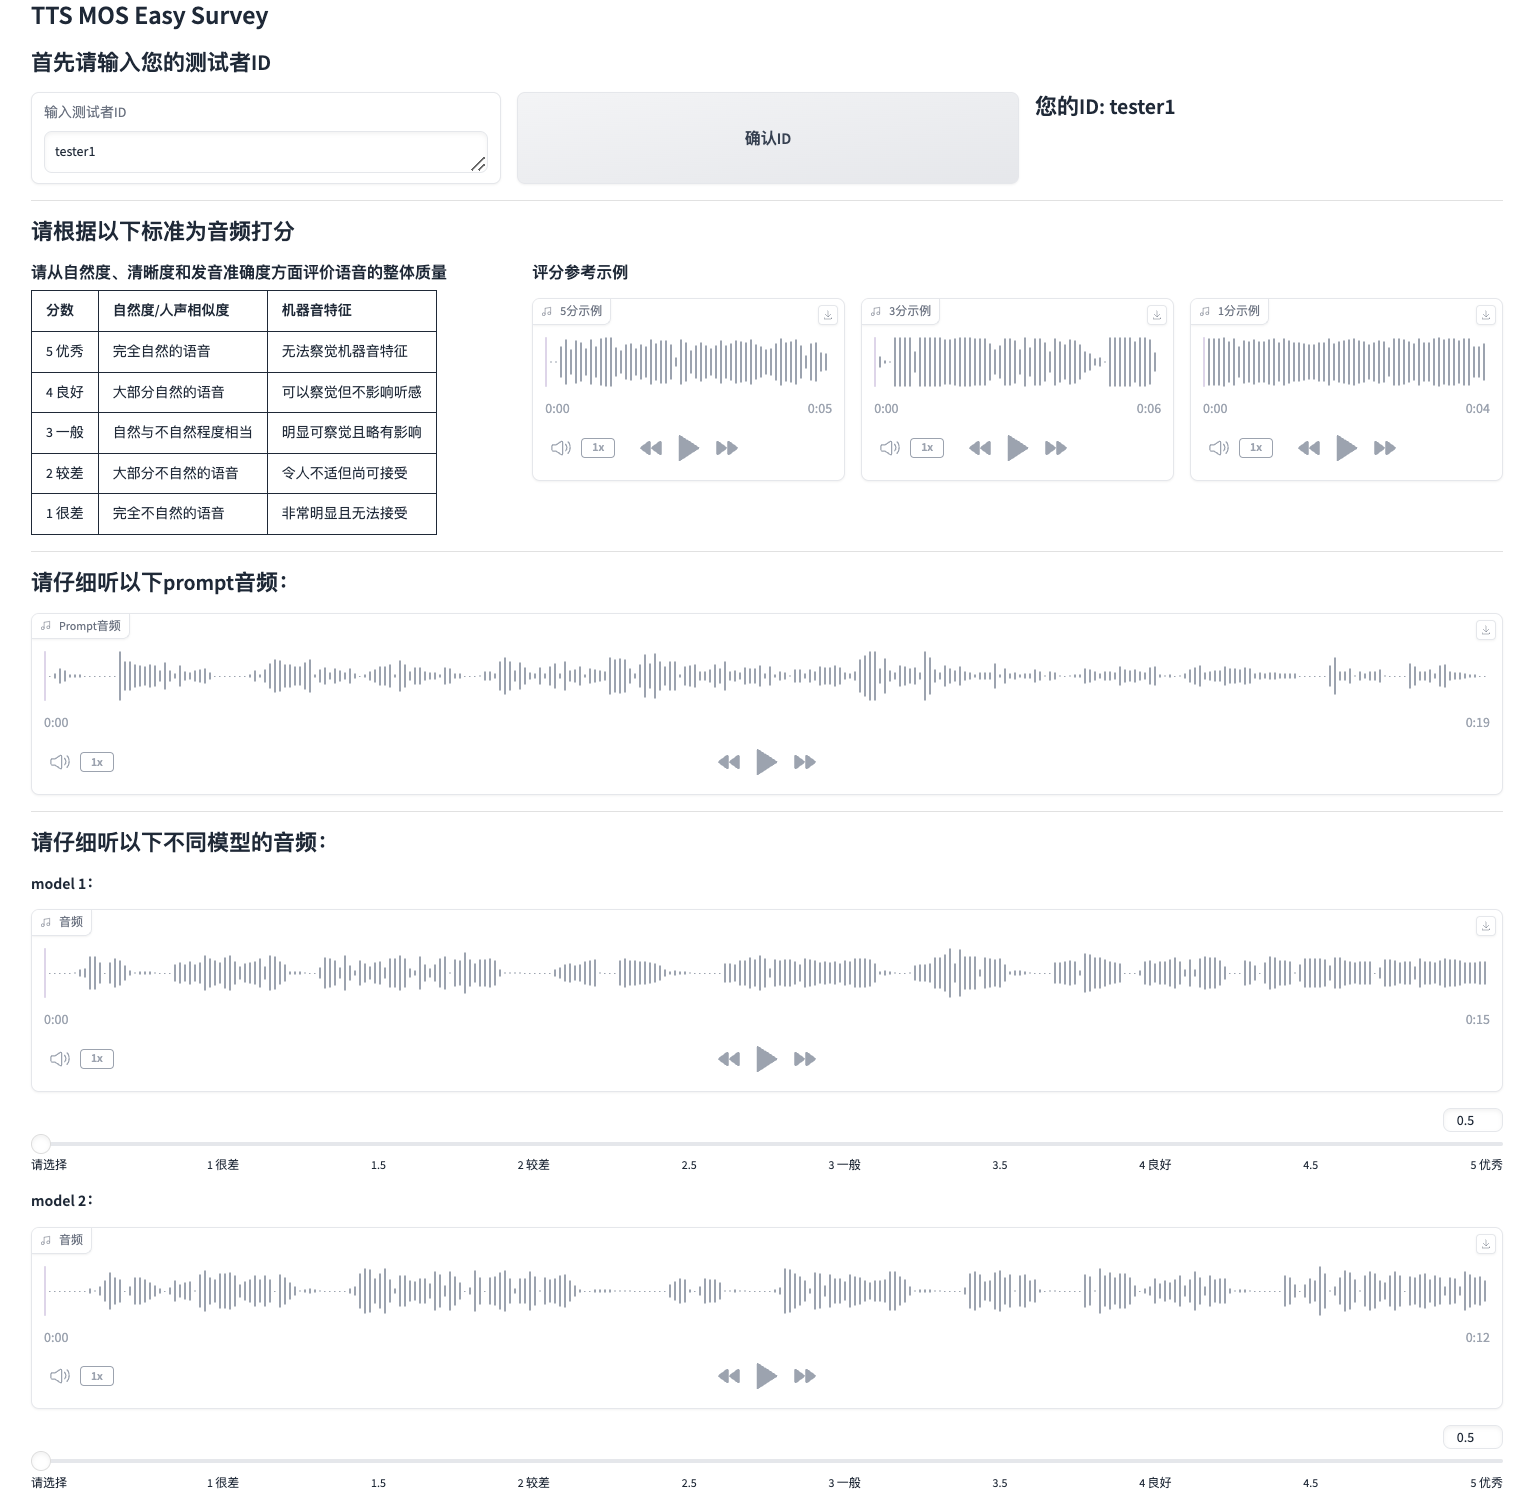 TTS MOS Easy Survey
首先请输入您的测试者ID
输入测试者ID
tester1
确认ID
您的ID: tester1
请根据以下标准为音频打分
请从自然度、清晰度和发音准确度方面评价语音的整体质量
分数 自然度/人声相似度 机器音特征
5 优秀 完全自然的语音 无法察觉机器音特征
4 良好 大部分自然的语音 可以察觉但不影响听感
3 一般 自然与不自然程度相当 明显可察觉且略有影响
2 较差 大部分不自然的语音 令人不适但尚可接受
1 很差 完全不自然的语音 非常明显且无法接受
评分参考示例
5分示例
0:00 0:05
1x
3分示例
0:00 0:06
1x
1分示例
0:00 0:04
1x
请仔细听以下prompt音频：
Prompt音频
0:00 0:19
1x
请仔细听以下不同模型的音频：
model 1：
音频
0:00 0:15
1x
0.5
请选择 1 很差 1.5 2 较差 2.5 3 一般 3.5 4 良好 4.5 5 优秀
model 2：
音频
0:00 0:12
1x
0.5
请选择 1 很差 1.5 2 较差 2.5 3 一般 3.5 4 良好 4.5 5 优秀